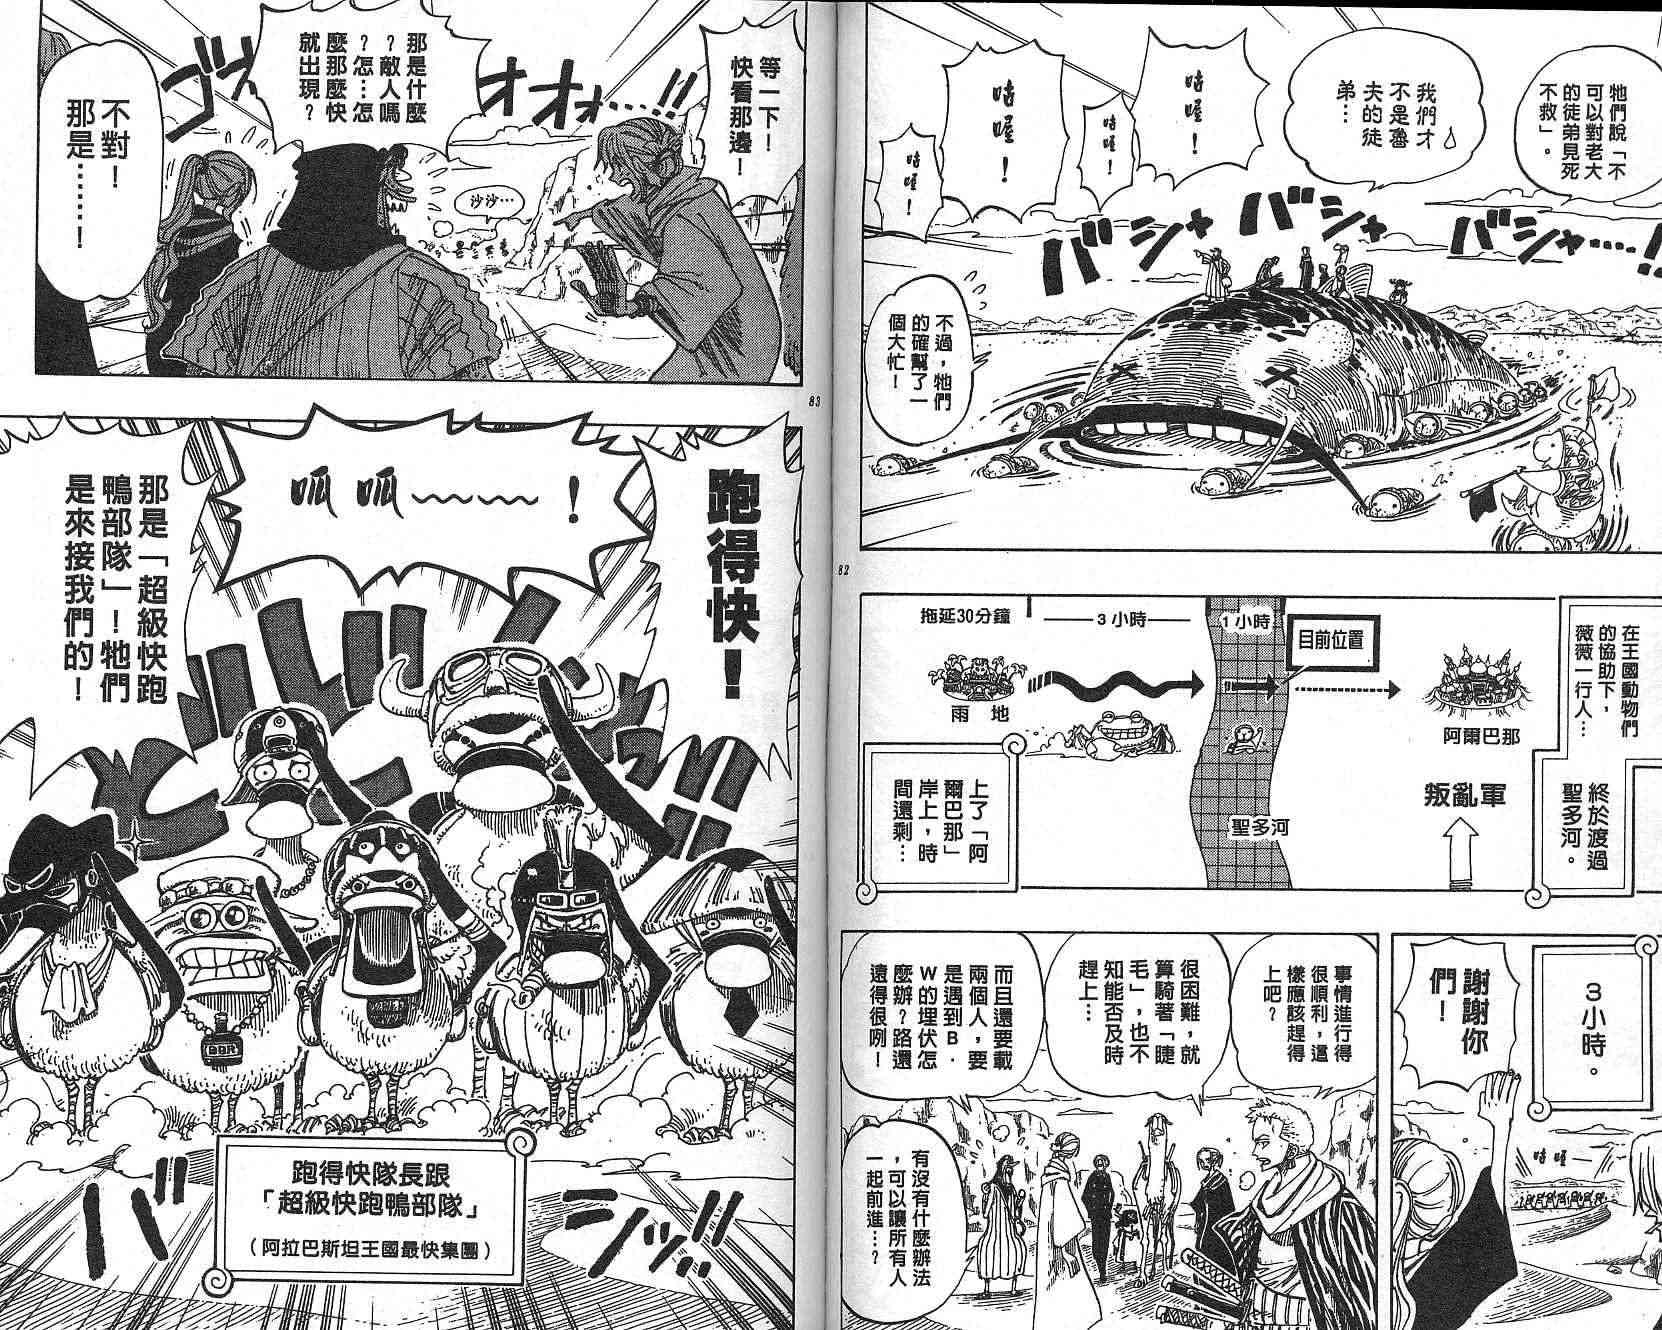 牠們說「不
可以對老大
的徒弟見死
不救」。
我們才
不是魯
夫的徒
弟…
咕喔！
咕喔！
咕喔！
咕喔！
バシャバシャバシャ…!!
不過，牠們
的確幫了一
個大忙！
82
在王國動物們
的協助下，
薇薇一行人…
終於渡過
聖多河。
拖延30分鐘
3小時
1小時
目前位置
雨地
阿爾巴那
叛亂軍
聖多河
上了「阿
爾巴那」
岸上，時
間還剩…
3小時。
謝謝你
們！
咕喔
事情進行得
很順利，這
樣應該趕得
上吧？
很困難，就
算騎著「睫
毛」，也不
知能否及時
趕上…
而且還要載
兩個人，要
是遇到B．
W的埋伏怎
麼辦？路還
遠得很咧！
有沒有什麼辦法
，可以讓所有人
一起前進…？
等一下！
快看那邊！
オオオ…!!
那是什麼
？敵人嗎
？怎…怎
麼那麼快
就出現？
沙沙…
ゴオ
不對！
那是……！
83
跑得快！
呱呱～～～！
那是「超級快跑
鴨部隊」！牠們
是來接我們的！
BAR
跑得快隊長跟
「超級快跑鴨部隊」
（阿拉巴斯坦王國最快集團）
バーンッ!!